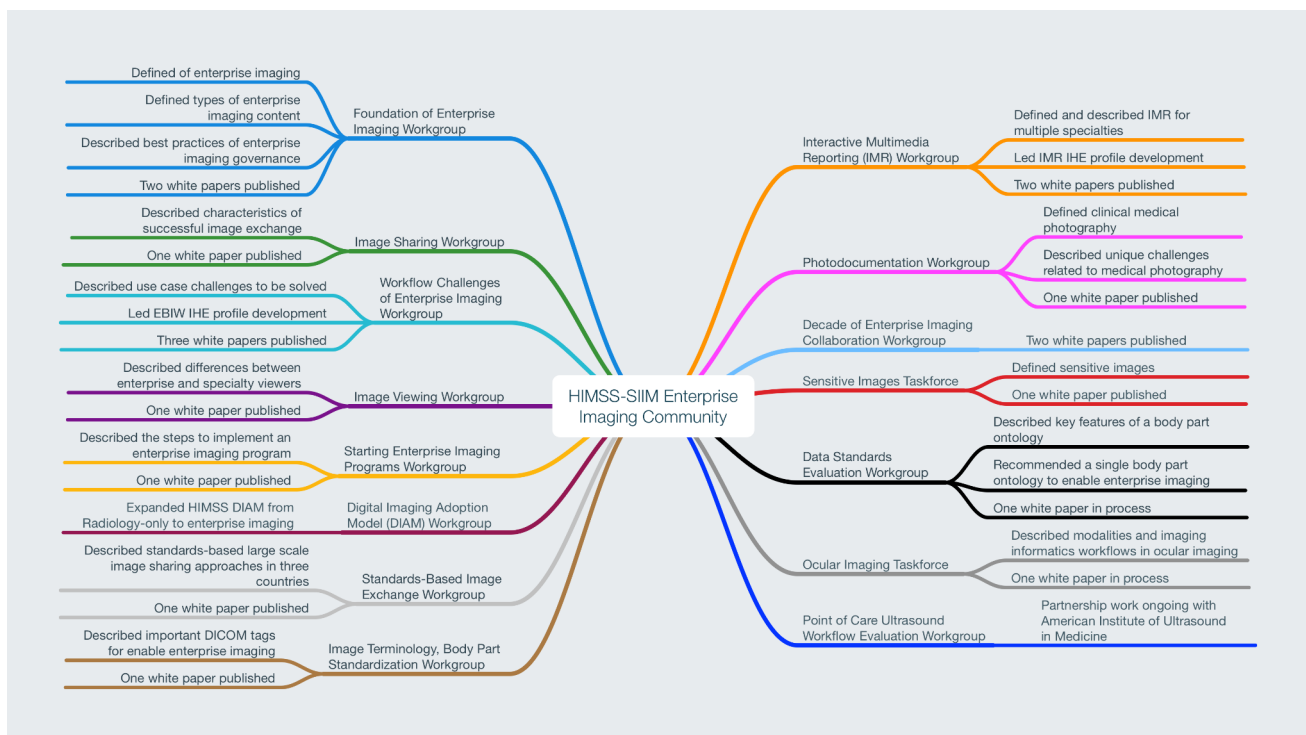 HIMSS-SIIM Enterprise
Imaging Community
Foundation of Enterprise
Imaging Workgroup
Defined of enterprise imaging
Defined types of enterprise
imaging content
Described best practices of enterprise
imaging governance
Two white papers published
Image Sharing Workgroup
Described characteristics of
successful image exchange
One white paper published
Workflow Challenges
of Enterprise Imaging
Workgroup
Described use case challenges to be solved
Led EBIW IHE profile development
Three white papers published
Image Viewing Workgroup
Described differences between
enterprise and specialty viewers
One white paper published
Starting Enterprise Imaging
Programs Workgroup
Described the steps to implement an
enterprise imaging program
One white paper published
Digital Imaging Adoption
Model (DIAM) Workgroup
Expanded HIMSS DIAM from
Radiology-only to enterprise imaging
Standards-Based Image
Exchange Workgroup
Described standards-based large scale
image sharing approaches in three
countries
One white paper published
Image Terminology, Body Part
Standardization Workgroup
Described important DICOM tags
for enable enterprise imaging
One white paper published
Interactive Multimedia
Reporting (IMR) Workgroup
Defined and described IMR for
multiple specialties
Led IMR IHE profile development
Two white papers published
Photodocumentation Workgroup
Defined clinical medical
photography
Described unique challenges
related to medical photography
One white paper published
Decade of Enterprise Imaging
Collaboration Workgroup
Two white papers published
Sensitive Images Taskforce
Defined sensitive images
One white paper published
Data Standards
Evaluation Workgroup
Described key features of a body part
ontology
Recommended a single body part
ontology to enable enterprise imaging
One white paper in process
Ocular Imaging Taskforce
Described modalities and imaging
informatics workflows in ocular imaging
One white paper in process
Point of Care Ultrasound
Workflow Evaluation Workgroup
Partnership work ongoing with
American Institute of Ultrasound
in Medicine